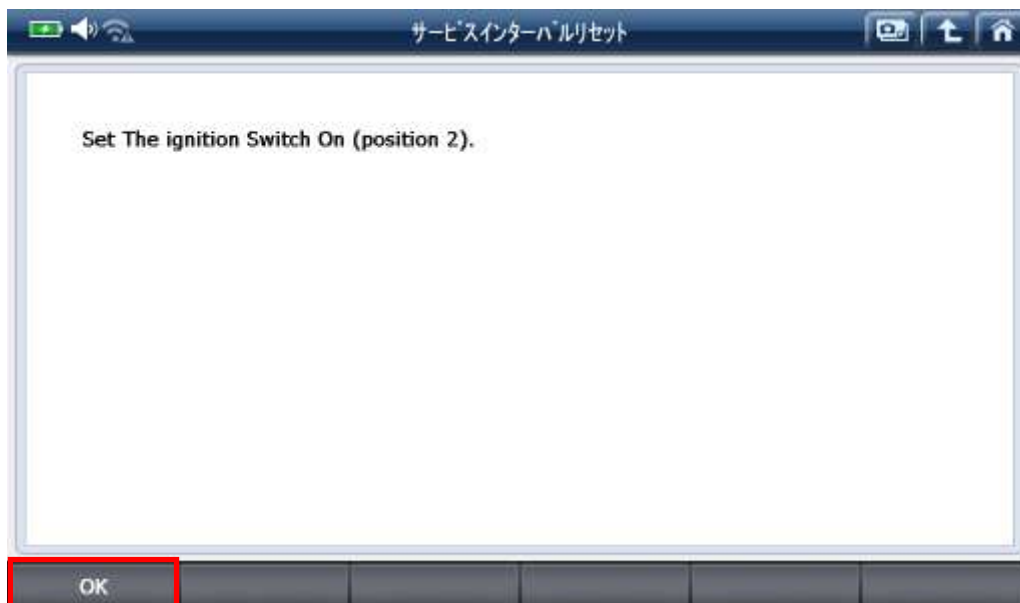 サービスインターバルリセット
Set The ignition Switch On (position 2).
OK